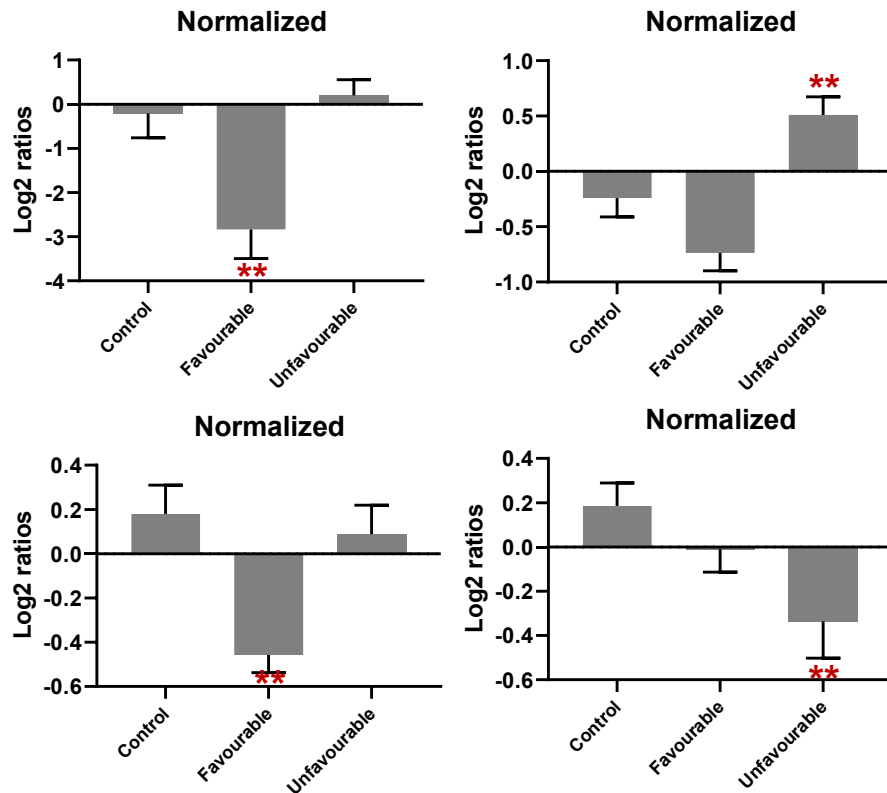 Normalized
Log2 ratios
1
0
-1
-2
-3
-4
**
Control
Favourable
Unfavourable
Normalized
Log2 ratios
1.0
0.5
0.0
-0.5
-1.0
**
Control
Favourable
Unfavourable
Normalized
Log2 ratios
0.4
0.2
0.0
-0.2
-0.4
-0.6
**
Control
Favourable
Unfavourable
Normalized
Log2 ratios
0.4
0.2
0.0
-0.2
-0.4
-0.6
**
Control
Favourable
Unfavourable